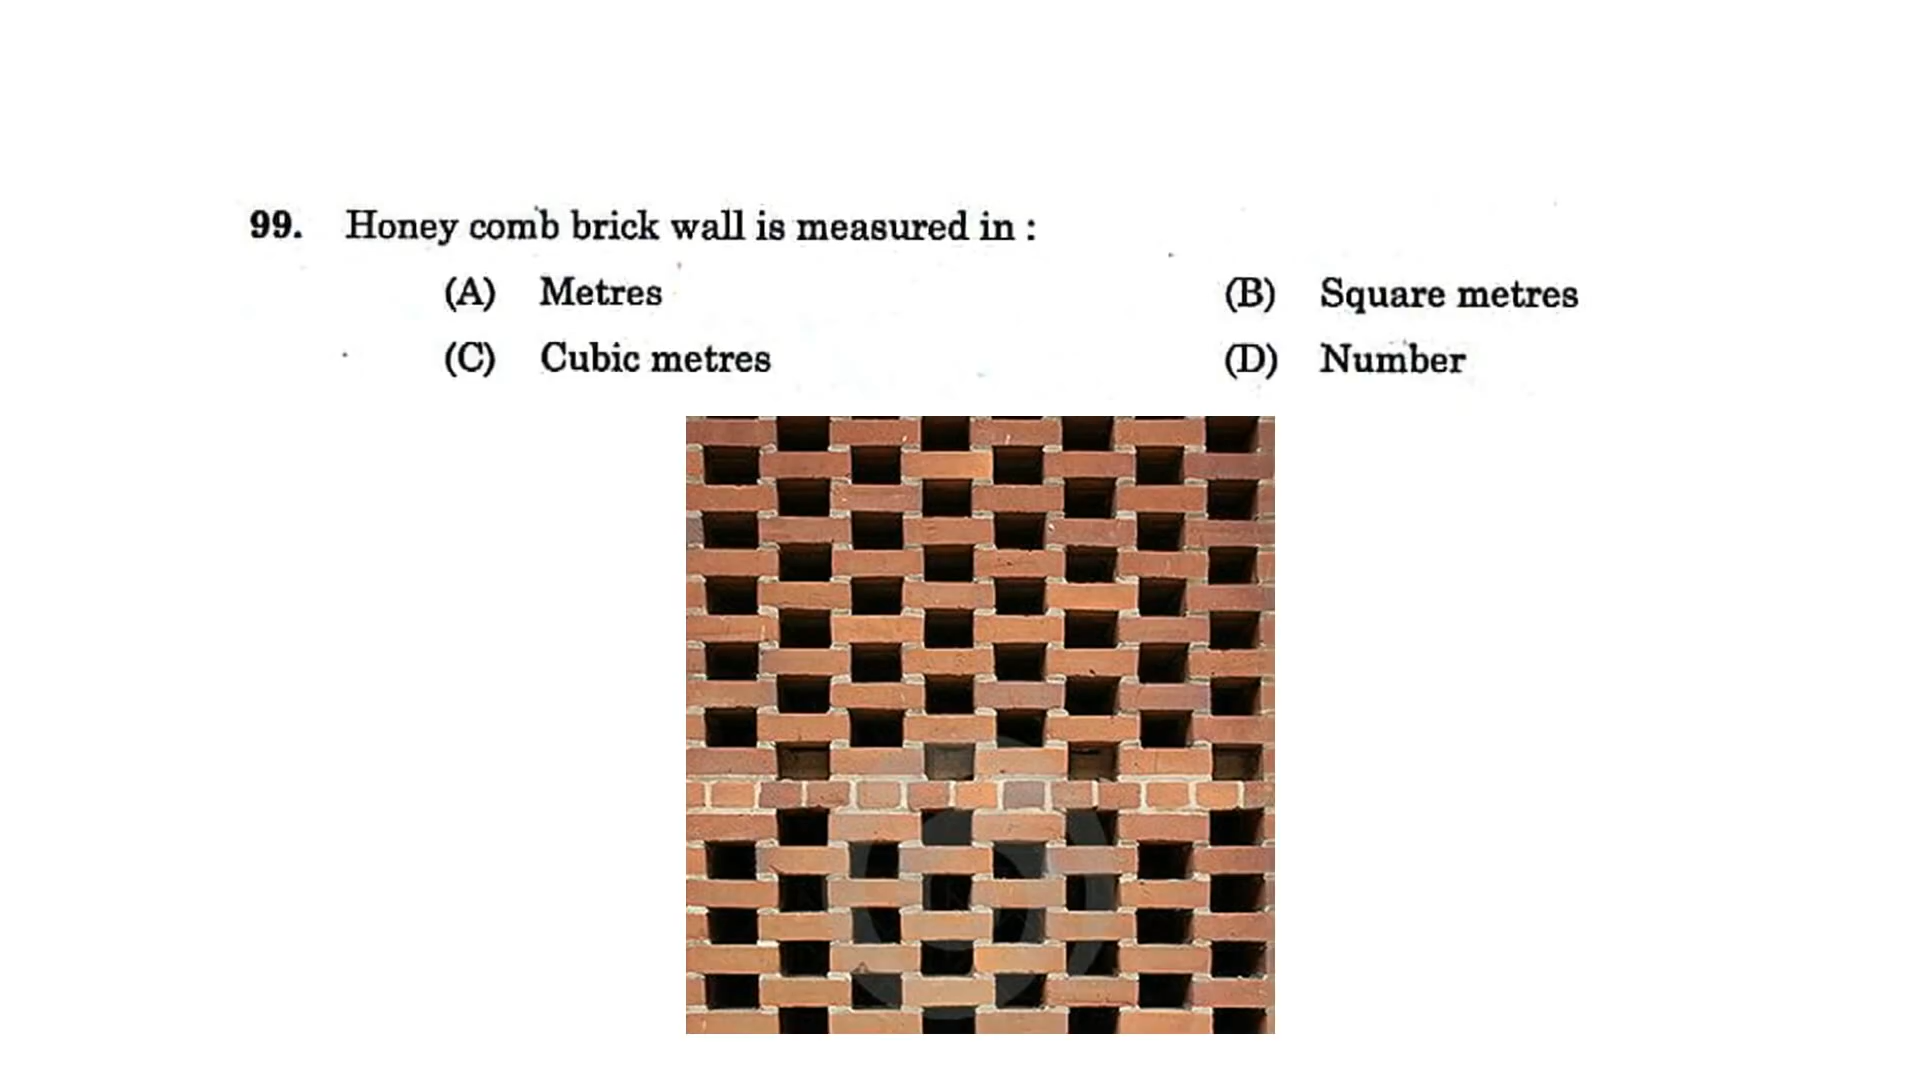 99. Honey comb brick wall is measured in :
(A) Metres (B) Square metres
(C) Cubic metres (D) Number